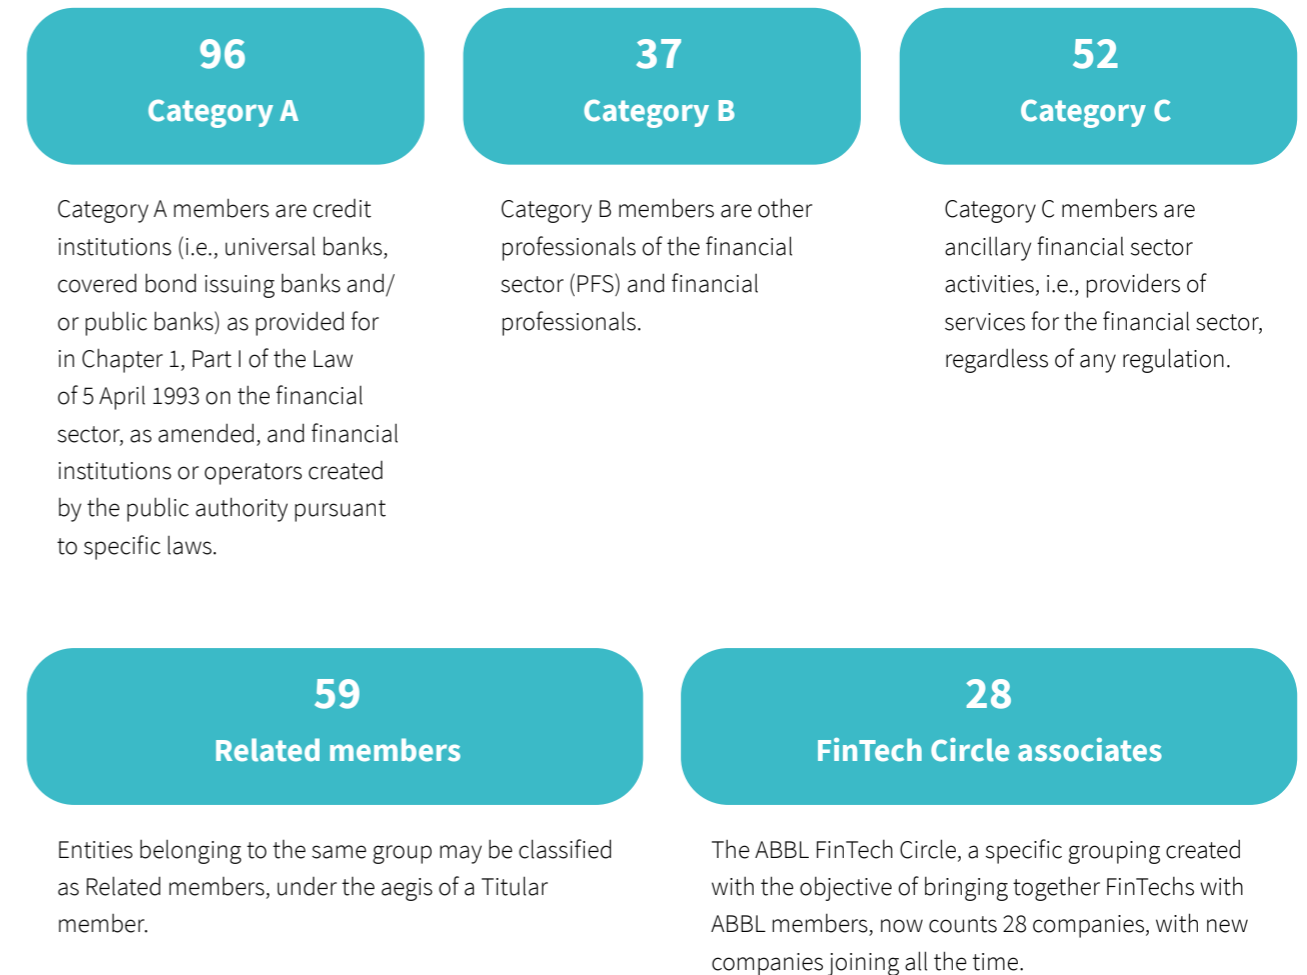 96
Category A
Category A members are credit
institutions (i.e., universal banks,
covered bond issuing banks and/
or public banks) as provided for
in Chapter 1, Part I of the Law
of 5 April 1993 on the financial
sector, as amended, and financial
institutions or operators created
by the public authority pursuant
to specific laws.
37
Category B
Category B members are other
professionals of the financial
sector (PFS) and financial
professionals.
52
Category C
Category C members are
ancillary financial sector
activities, i.e., providers of
services for the financial sector,
regardless of any regulation.
59
Related members
Entities belonging to the same group may be classified
as Related members, under the aegis of a Titular
member.
28
FinTech Circle associates
The ABBL FinTech Circle, a specific grouping created
with the objective of bringing together FinTechs with
ABBL members, now counts 28 companies, with new
companies joining all the time.